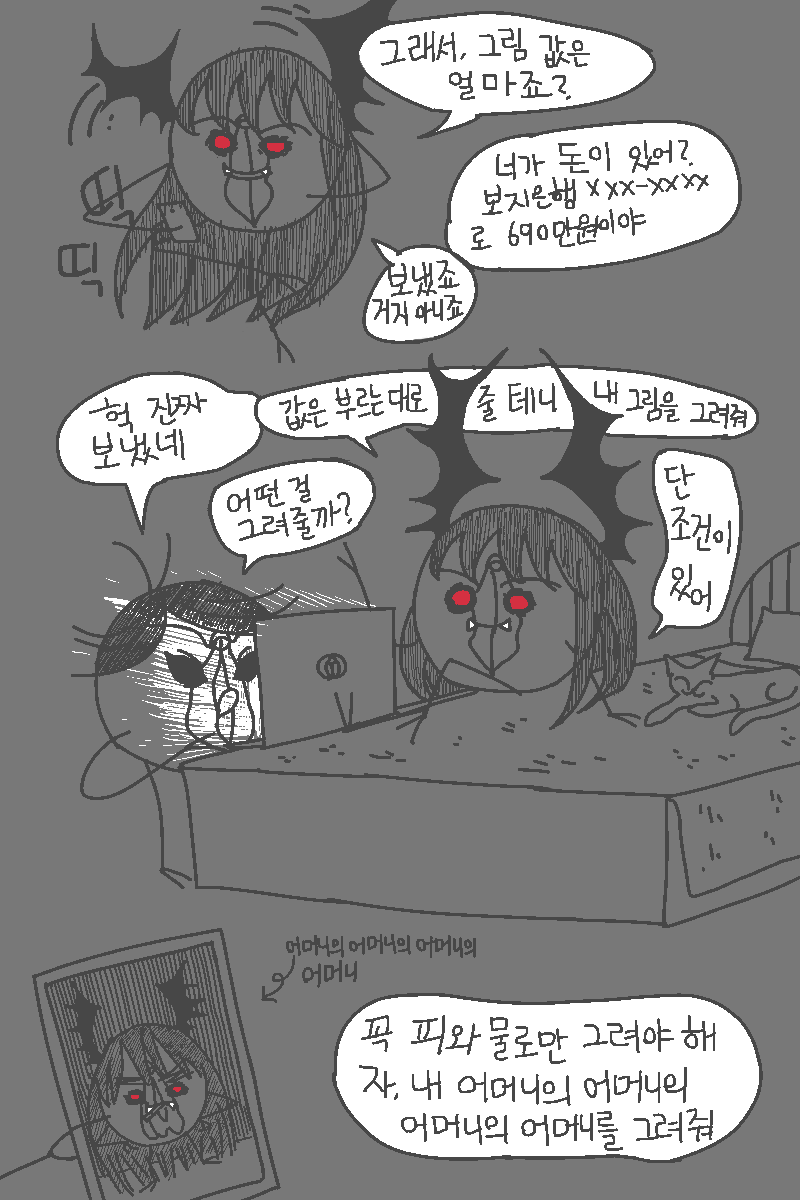 그래서, 그림 값은
얼마죠?
너가 돈이 있어?
보지은행 xxx-xxxx
로 690만원이야
띡
띡
보냈죠
거지 아니죠
헉 진짜
보냈네
값은 부르는대로 줄 테니 내 그림을 그려줘
어떤 걸
그려줄까?
단
조건이
있어
어머니의 어머니의 어머니의
어머니
꼭 피와 물로만 그려야 해
자, 내 어머니의 어머니의
어머니의 어머니를 그려줘